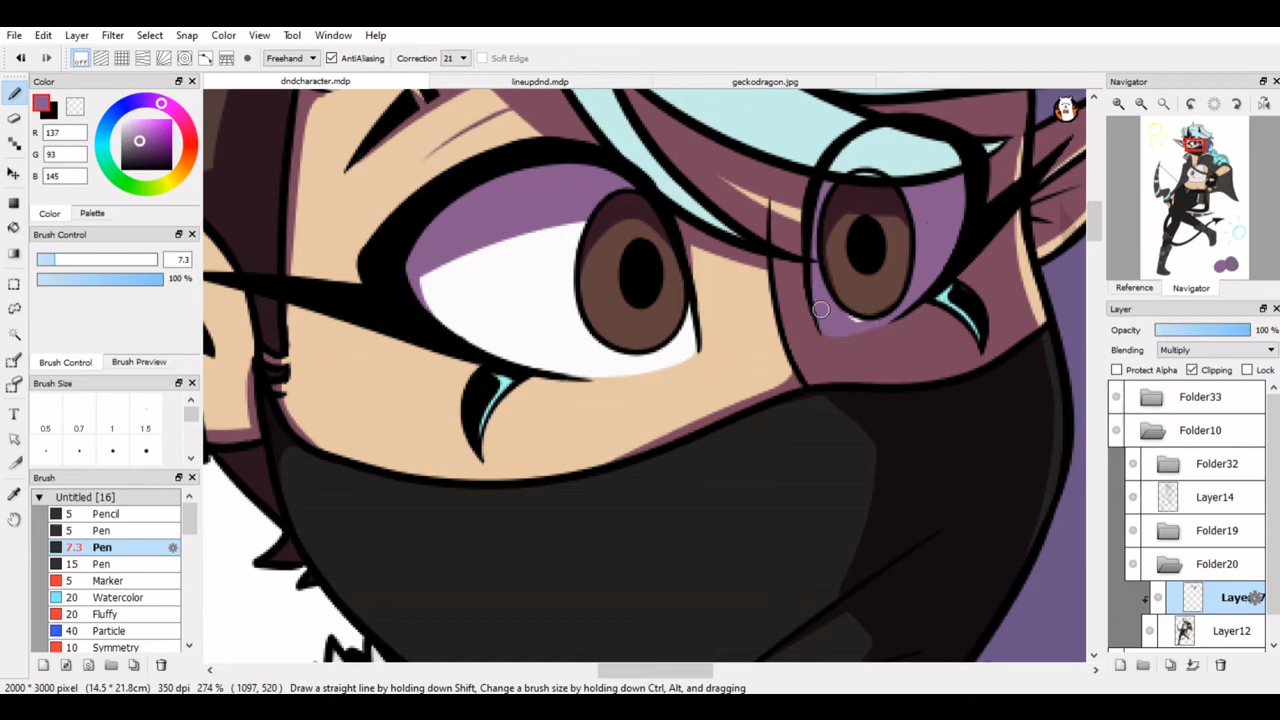 File Edit Layer Filter Select Snap Color View Tool Window Help
off Freehand AntiAliasing Correction 21 Soft Edge
Color dndcharacter.mdp lineupdnd.mdp geckodragon.jpg Navigator
R 137
G 93
B 145
Color Palette
Brush Control
7.3
100 %
Reference Navigator
Layer
Opacity 100 %
Blending Multiply
Brush Control Brush Preview
Protect Alpha Clipping Lock
Brush Size
Folder33
0.5 0.7 1 1.5
Folder10
Folder32
Brush
Layer14
Untitled [16]
5 Pencil
5 Pen
Folder19
7.3 Pen
15 Pen
Folder20
5 Marker
20 Watercolor
20 Fluffy
40 Particle
Layer12
10 Symmetry
2000 * 3000 pixel (14.5 * 21.8cm) 350 dpi 274 % ( 1097, 520 ) Draw a straight line by holding down Shift, Change a brush size by holding down Ctrl, Alt, and dragging